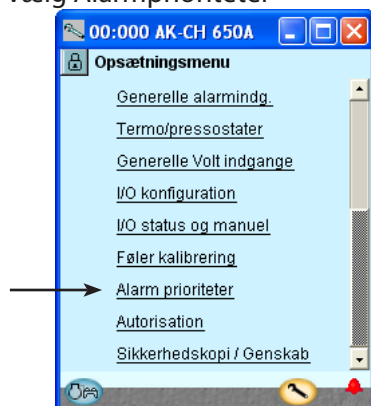 Vælg Alarmprioriteter
00:000 AK-CH 650A
Opsætningsmenu
Generelle alarmindg.
Termo/pressostater
Generelle Volt indgange
I/O konfiguration
I/O status og manuel
Føler kalibrering
Alarm prioriteter
Autorisation
Sikkerhedskopi / Genskab